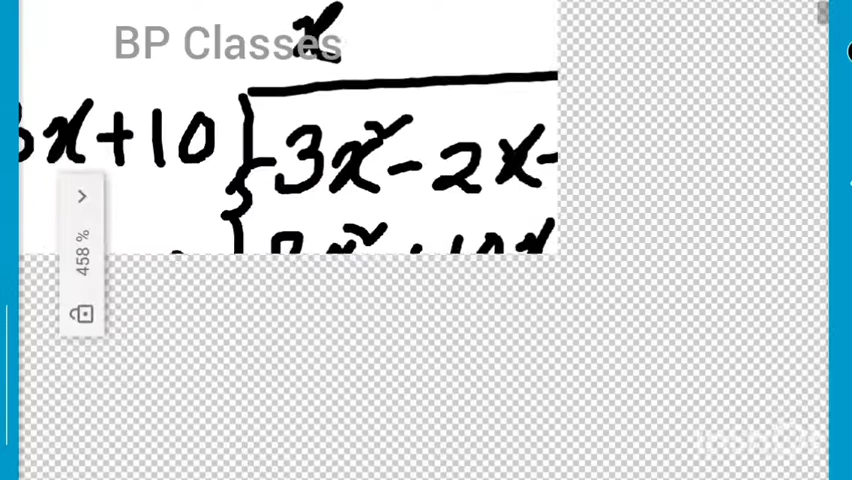 BP Classes
x
3x+10
-3x²-2x-
458 %